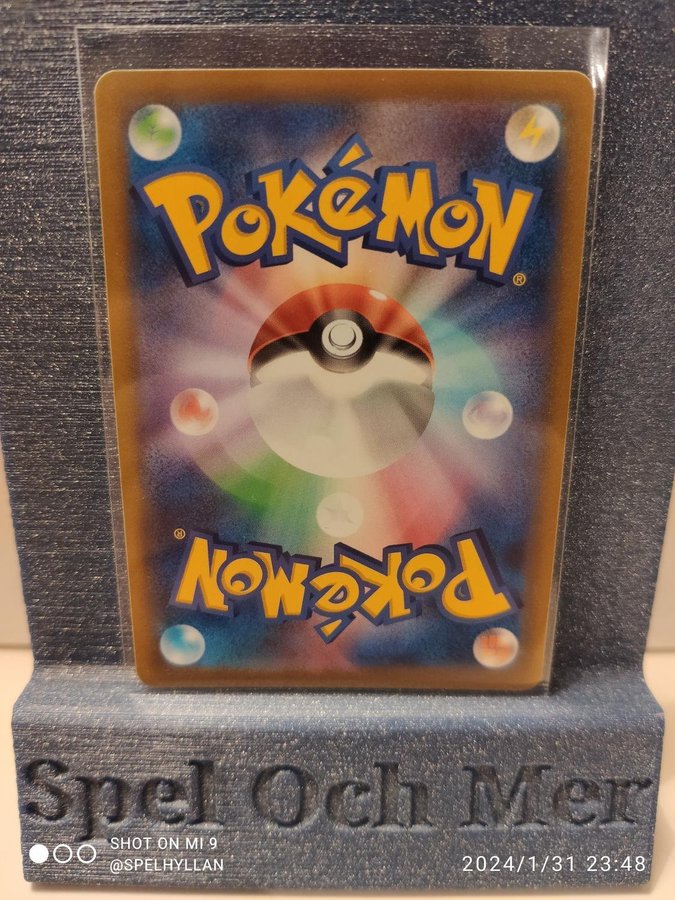 POKéMON
®
®
POKéMON
Spel Och Mer
SHOT ON MI 9
@SPELHYLLAN
2024/1/31 23:48